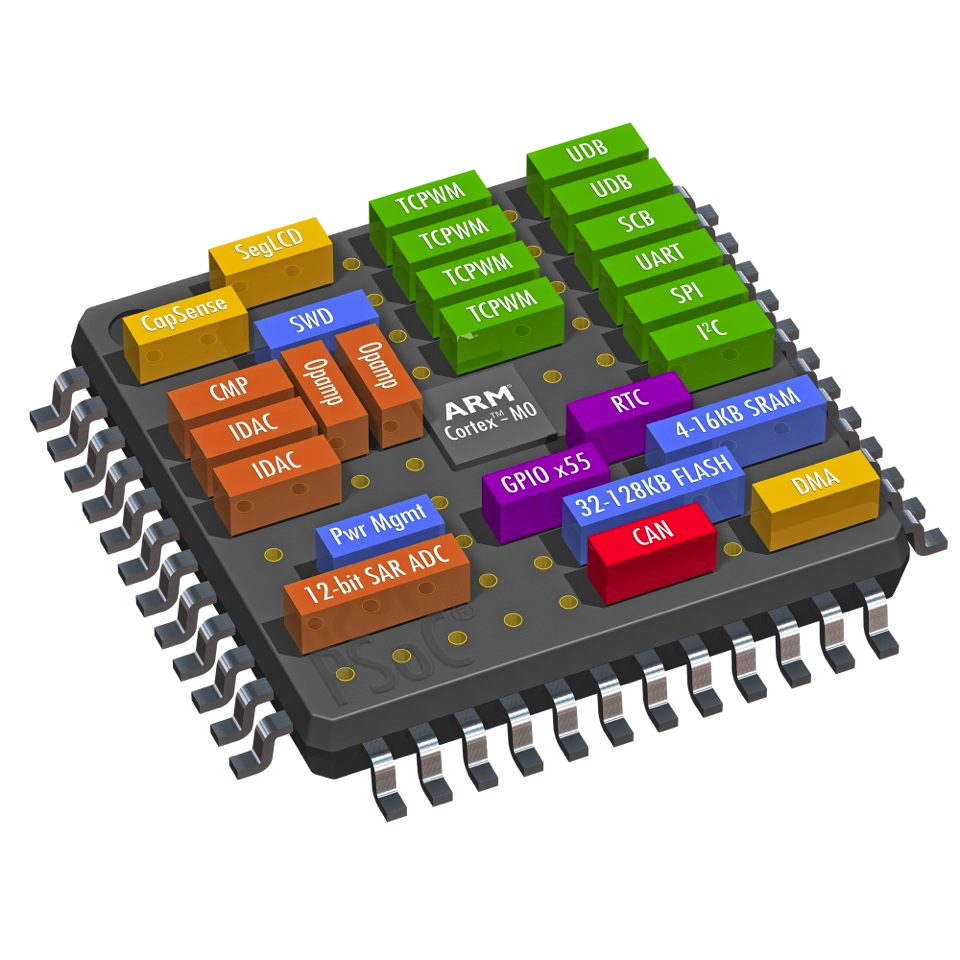 UDB
UDB
SCB
UART
SPI
I²C
TCPWM
TCPWM
TCPWM
TCPWM
SegLCD
CapSense
SWD
Opamp
Opamp
CMP
IDAC
IDAC
ARM®
Cortex™-M0
RTC
4-16KB SRAM
GPIO x55
32-128KB FLASH
DMA
CAN
Pwr Mgmt
12-bit SAR ADC
PSoC®